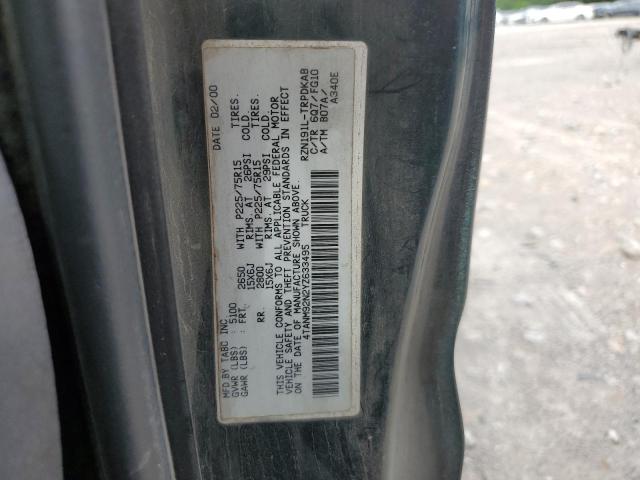 MFD BY TABC INC. DATE 02/00
GVWR (LBS) : 5100
GAWR (LBS) : FRT. 2650 WITH P225/75R15 TIRES.
15X6J RIMS. AT 26PSI COLD.
RR. 2800 WITH P225/75R15 TIRES.
15X6J RIMS. AT 29PSI COLD.
THIS VEHICLE CONFORMS TO ALL APPLICABLE FEDERAL MOTOR
VEHICLE SAFETY AND THEFT PREVENTION STANDARDS IN EFFECT
ON THE DATE OF MANUFACTURE SHOWN ABOVE.
4TANM92N2YZ633495 TRUCK
RZN191L-TRPDKAB
C/TR 6Q7/FG10
A/TM B07A/
A340E